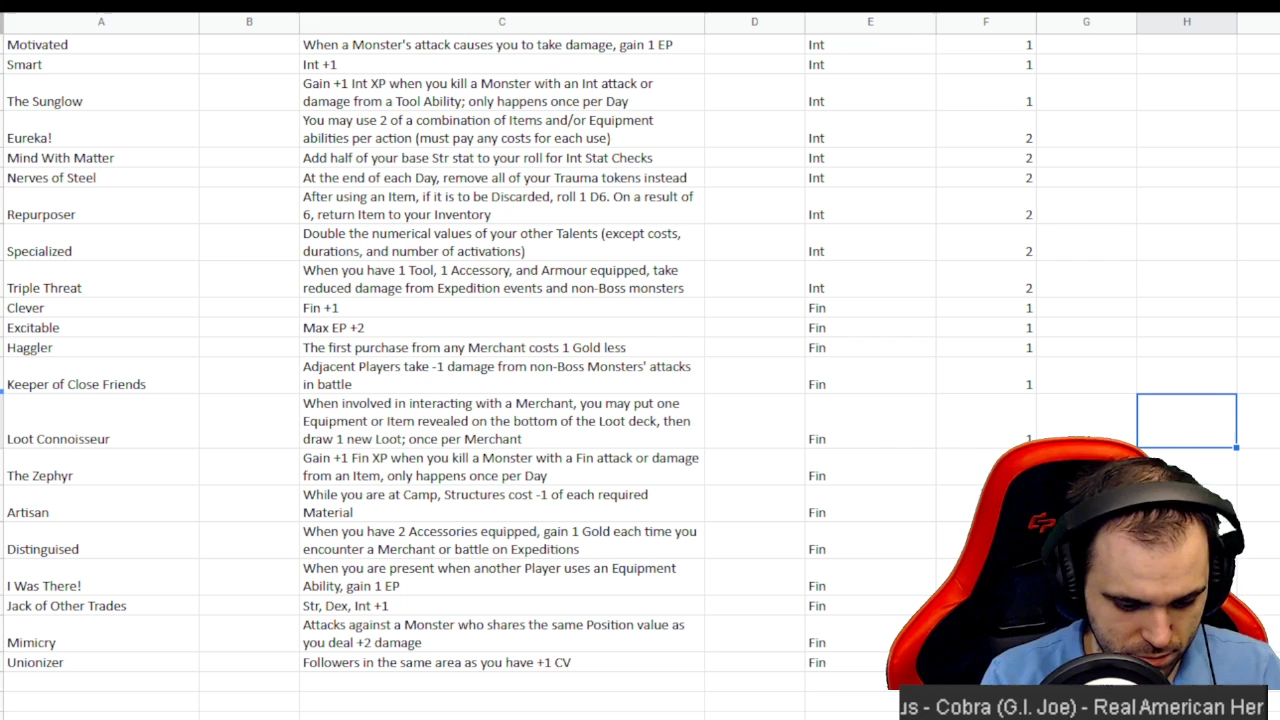 A B C D E F G H
Motivated When a Monster's attack causes you to take damage, gain 1 EP Int 1
Smart Int +1 Int 1
Gain +1 Int XP when you kill a Monster with an Int attack or
The Sunglow damage from a Tool Ability; only happens once per Day Int 1
You may use 2 of a combination of Items and/or Equipment
Eureka! abilities per action (must pay any costs for each use) Int 2
Mind With Matter Add half of your base Str stat to your roll for Int Stat Checks Int 2
Nerves of Steel At the end of each Day, remove all of your Trauma tokens instead Int 2
After using an Item, if it is to be Discarded, roll 1 D6. On a result of
Repurposer 6, return Item to your Inventory Int 2
Double the numerical values of your other Talents (except costs,
Specialized durations, and number of activations) Int 2
When you have 1 Tool, 1 Accessory, and Armour equipped, take
Triple Threat reduced damage from Expedition events and non-Boss monsters Int 2
Clever Fin +1 Fin 1
Excitable Max EP +2 Fin 1
Haggler The first purchase from any Merchant costs 1 Gold less Fin 1
Adjacent Players take -1 damage from non-Boss Monsters' attacks
Keeper of Close Friends in battle Fin 1
When involved in interacting with a Merchant, you may put one
Equipment or Item revealed on the bottom of the Loot deck, then
Loot Connoisseur draw 1 new Loot; once per Merchant Fin 1
Gain +1 Fin XP when you kill a Monster with a Fin attack or damage
The Zephyr from an Item, only happens once per Day Fin
While you are at Camp, Structures cost -1 of each required
Artisan Material Fin
When you have 2 Accessories equipped, gain 1 Gold each time you
Distinguised encounter a Merchant or battle on Expeditions Fin
When you are present when another Player uses an Equipment
I Was There! Ability, gain 1 EP Fin
Jack of Other Trades Str, Dex, Int +1 Fin
Attacks against a Monster who shares the same Position value as
Mimicry you deal +2 damage Fin
Unionizer Followers in the same area as you have +1 CV Fin
us - Cobra (G.I. Joe) - Real American Her